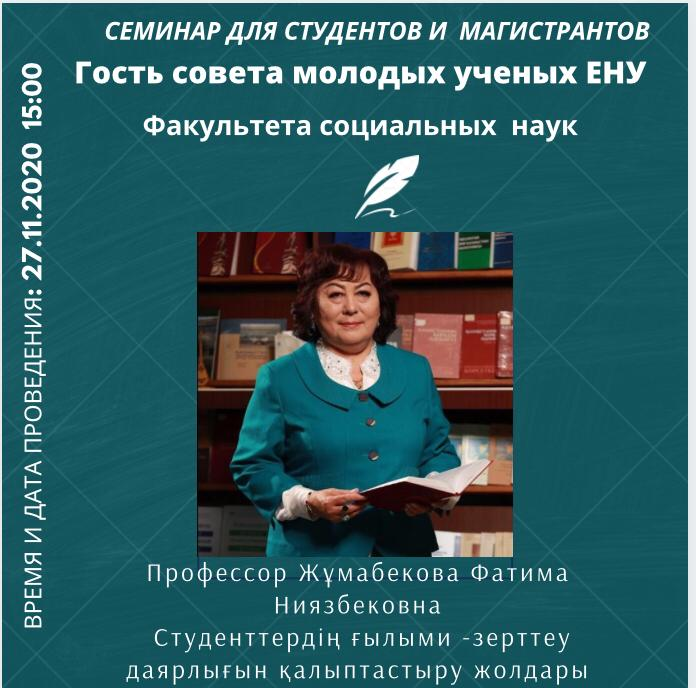 СЕМИНАР ДЛЯ СТУДЕНТОВ И МАГИСТРАНТОВ
Гость совета молодых ученых ЕНУ
Факультета социальных наук
ВРЕМЯ И ДАТА ПРОВЕДЕНИЯ: 27.11.2020 15:00
Профессор Жұмабекова Фатима
Ниязбековна
Студенттердің ғылыми -зерттеу
даярлығын қалыптастыру жолдары